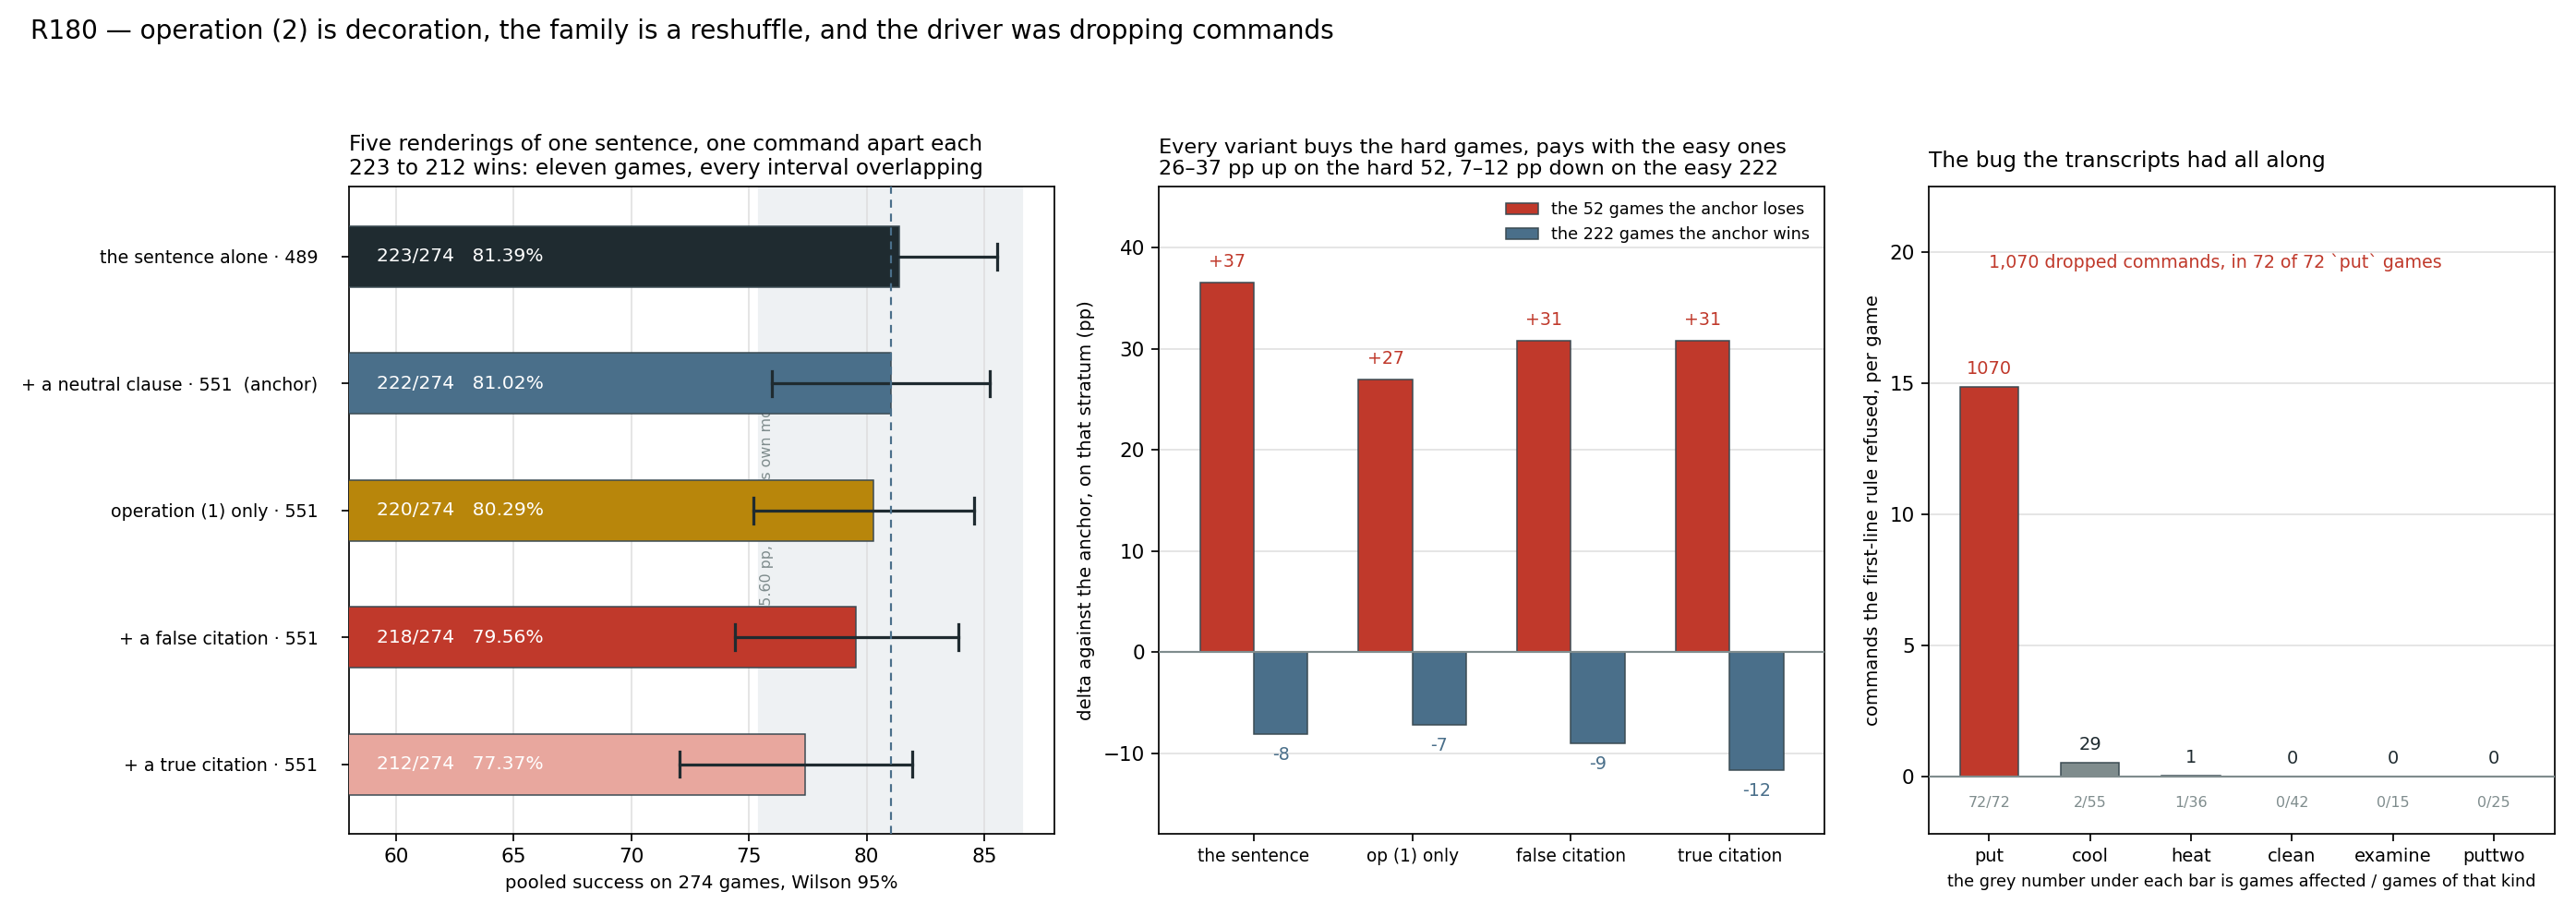 R180 — operation (2) is decoration, the family is a reshuffle, and the driver was dropping commands
Five renderings of one sentence, one command apart each
223 to 212 wins: eleven games, every interval overlapping
the sentence alone · 489
223/274 81.39%
+ a neutral clause · 551 (anchor)
222/274 81.02%
operation (1) only · 551
220/274 80.29%
+ a false citation · 551
218/274 79.56%
+ a true citation · 551
212/274 77.37%
5.60 pp,
s own
60 65 70 75 80 85
pooled success on 274 games, Wilson 95%
Every variant buys the hard games, pays with the easy ones
26–37 pp up on the hard 52, 7–12 pp down on the easy 222
the 52 games the anchor loses
the 222 games the anchor wins
delta against the anchor, on that stratum (pp)
40
30
20
10
0
−10
+37
+27
+31
+31
-8
-7
-9
-12
the sentence
op (1) only
false citation
true citation
The bug the transcripts had all along
1,070 dropped commands, in 72 of 72 `put` games
commands the first-line rule refused, per game
20
15
10
5
0
1070
29
1
0
0
0
72/72
2/55
1/36
0/42
0/15
0/25
put
cool
heat
clean
examine
puttwo
the grey number under each bar is games affected / games of that kind